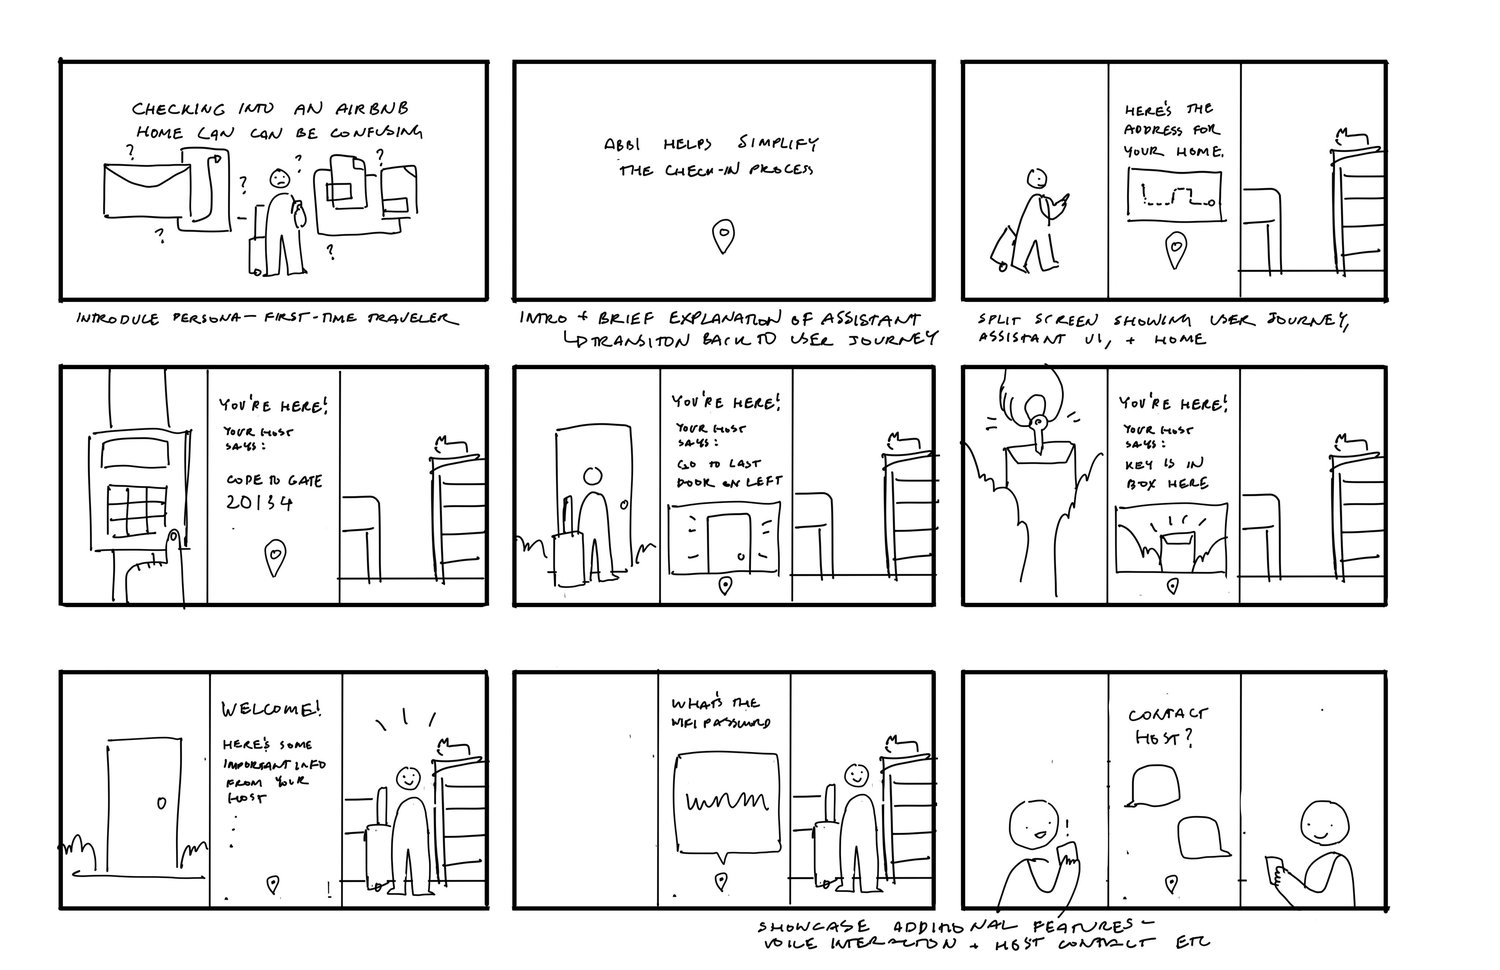 CHECKING INTO AN AIRBNB
HOME CAN CAN BE CONFUSING
? ? ? ? ? ?
INTRODUCE PERSONA — FIRST-TIME TRAVELER
ABBI HELPS SIMPLIFY
THE CHECK-IN PROCESS
INTRO + BRIEF EXPLANATION OF ASSISTANT
↳ TRANSITON BACK TO USER JOURNEY
HERE'S THE
ADDRESS FOR
YOUR HOME.
SPLIT SCREEN SHOWING USER JOURNEY,
ASSISTANT UI, + HOME
YOU'RE HERE!
YOUR HOST
SAYS:
CODE TO GATE
20134
YOU'RE HERE!
YOUR HOST
SAYS:
GO TO LAST
DOOR ON LEFT
YOU'RE HERE!
YOUR HOST
SAYS:
KEY IS IN
BOX HERE
WELCOME!
HERE'S SOME
IMPORTANT INFO
FROM YOUR
HOST
!
WHAT'S THE
WIFI PASSWORD
CONTACT
HOST?
!
SHOWCASE ADDITIONAL FEATURES —
VOICE INTERACTION + HOST CONTACT ETC